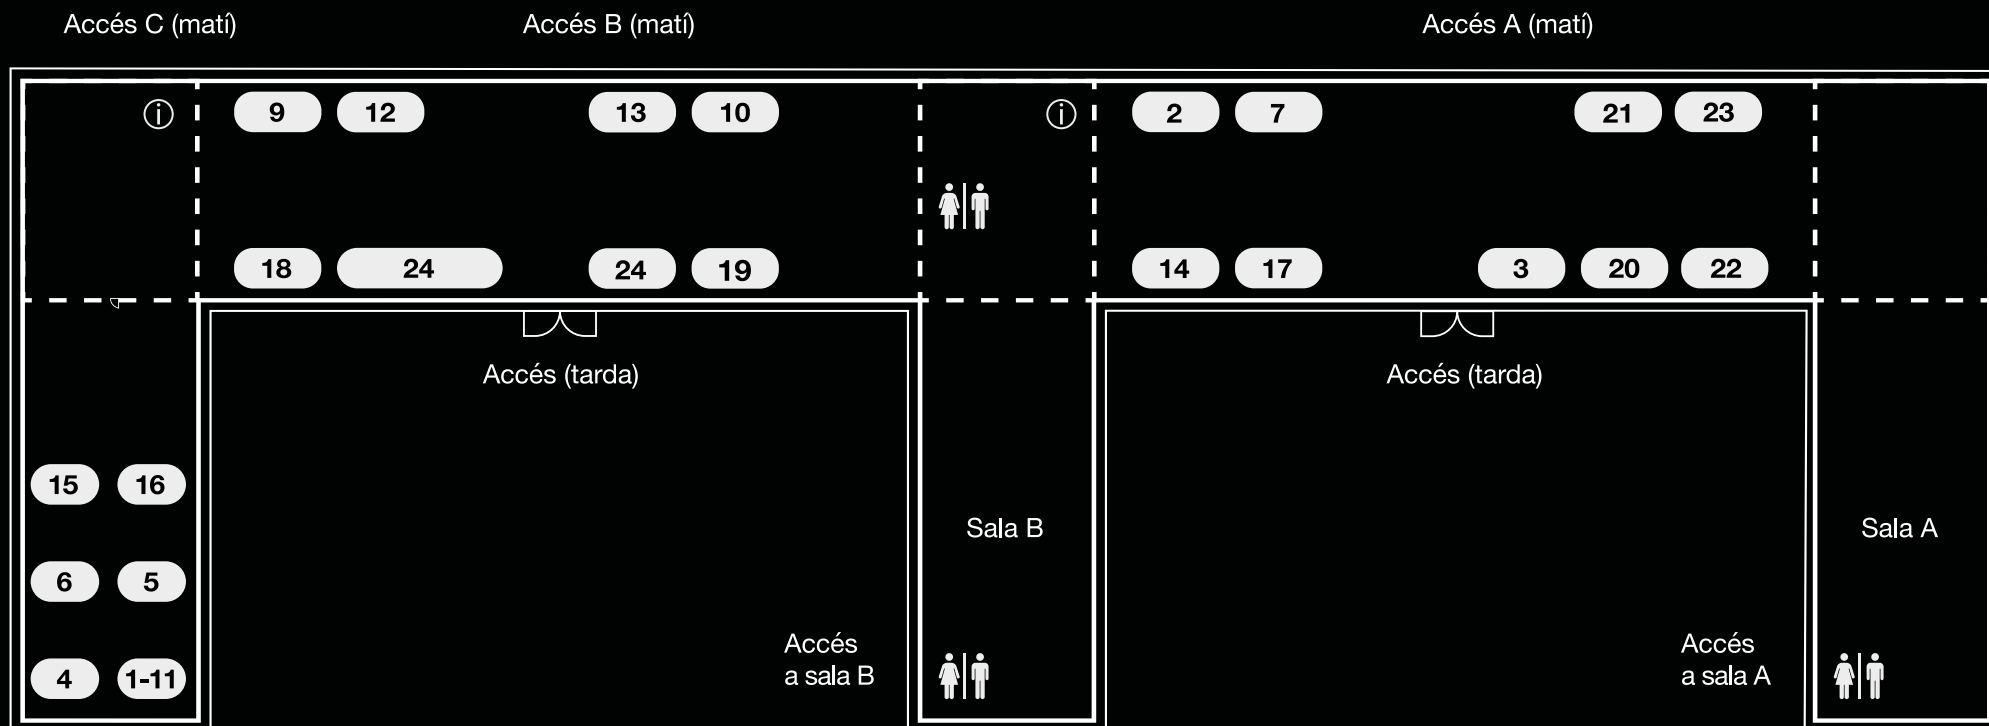 Accés C (matí)
Accés B (matí)
Accés A (matí)
i
9
12
13
10
i
2
7
21
23
18
24
24
19
14
17
3
20
22
Accés (tarda)
Accés (tarda)
15
16
Sala B
Sala A
6
5
Accés
a sala B
Accés
a sala A
4
1-11